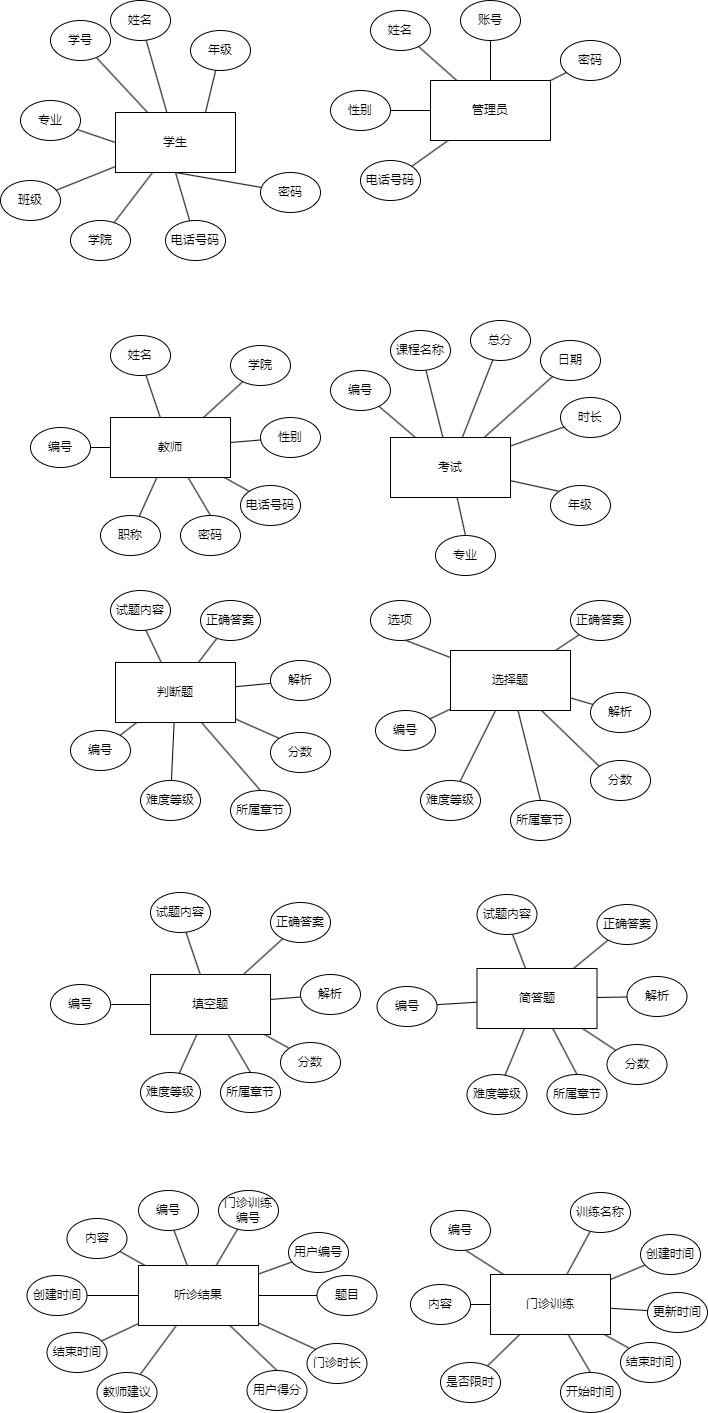 姓名
学号
年级
专业
学生
班级
密码
学院
电话号码
账号
姓名
密码
性别
管理员
电话号码
姓名
学院
编号
教师
性别
电话号码
职称
密码
总分
课程名称
日期
编号
时长
考试
年级
专业
试题内容
正确答案
判断题
解析
编号
分数
难度等级
所属章节
选项
正确答案
选择题
解析
编号
分数
难度等级
所属章节
试题内容
正确答案
编号
填空题
解析
分数
难度等级
所属章节
试题内容
正确答案
编号
简答题
解析
分数
难度等级
所属章节
编号
门诊训练
编号
内容
用户编号
创建时间
听诊结果
题目
结束时间
门诊时长
教师建议
用户得分
训练名称
编号
创建时间
内容
门诊训练
更新时间
结束时间
是否限时
开始时间